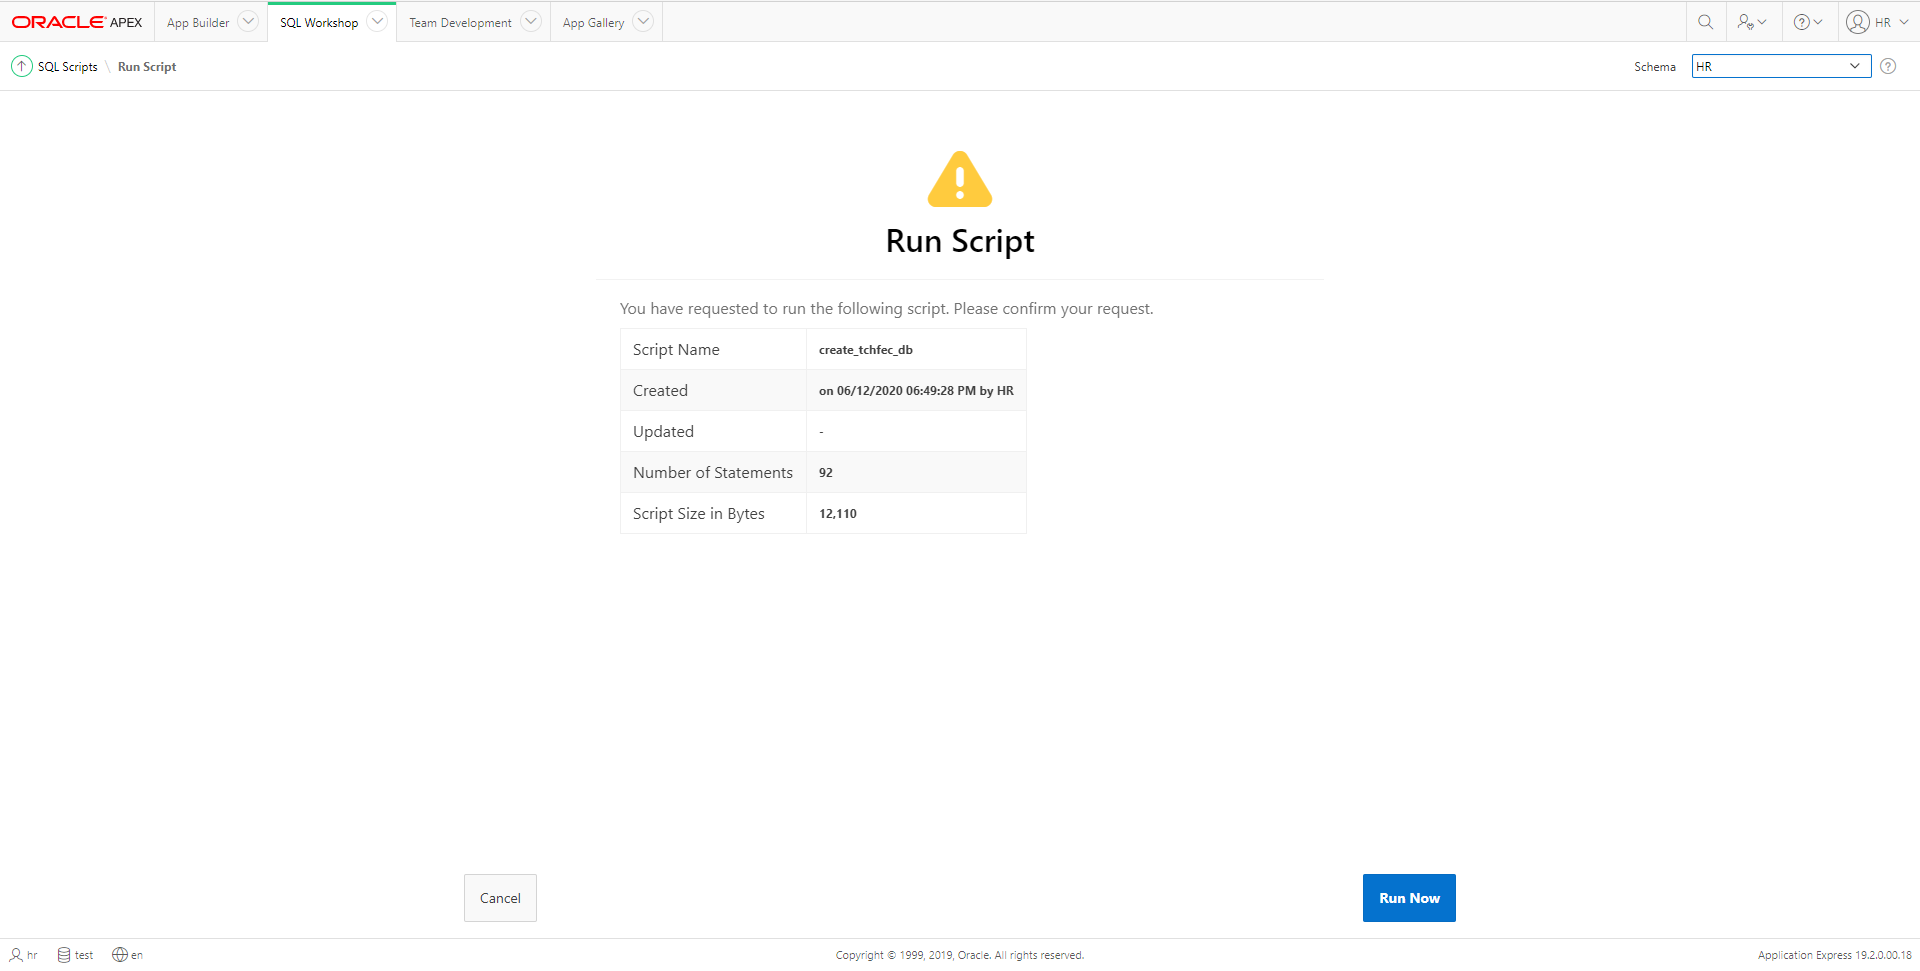 ORACLE APEX App Builder SQL Workshop Team Development App Gallery HR
SQL Scripts \ Run Script Schema HR
Run Script
You have requested to run the following script. Please confirm your request.
Script Name create_tchfec_db
Created on 06/12/2020 06:49:28 PM by HR
Updated -
Number of Statements 92
Script Size in Bytes 12,110
Cancel Run Now
hr test en Copyright © 1999, 2019, Oracle. All rights reserved. Application Express 19.2.0.00.18